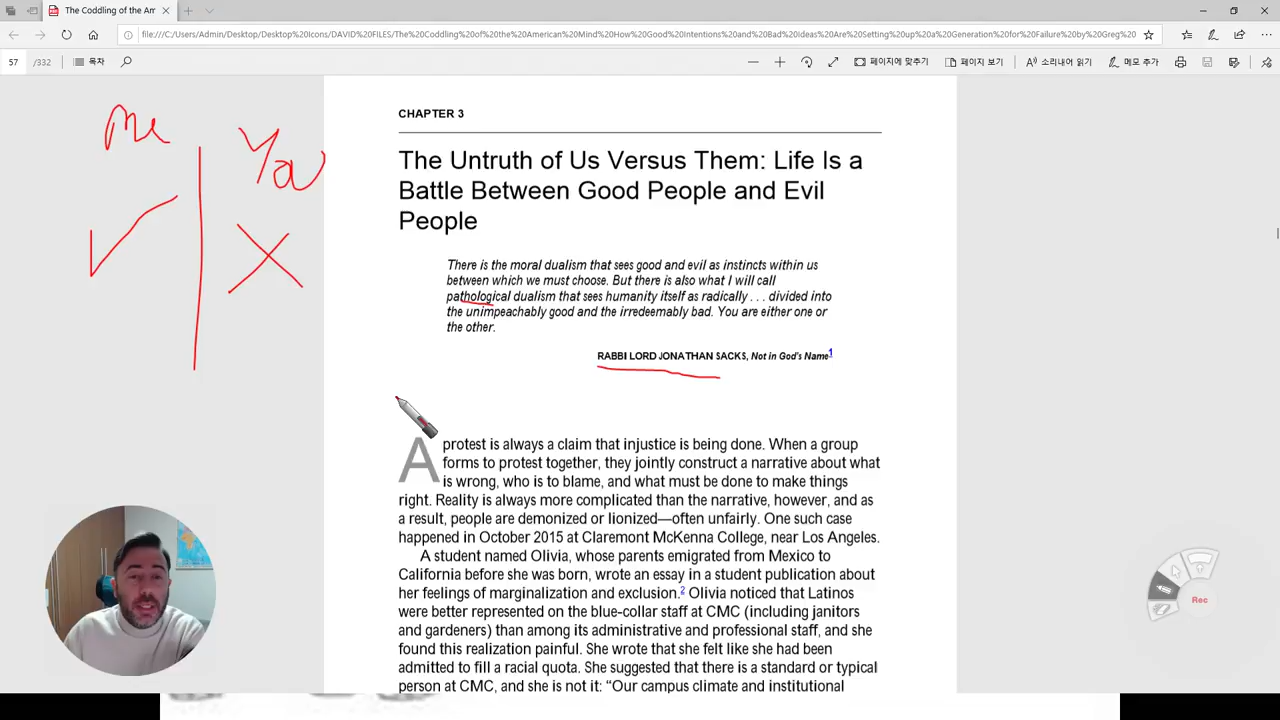 The Coddling of the Am
file:///C:/Users/Admin/Desktop/Desktop%20Icons/DAVID%20FILES/The%20Coddling%20of%20the%20American%20Mind%20How%20Good%20Intentions%20and%20Bad%20Ideas%20Are%20Setting%20up%20a%20Generation%20for%20Failure%20by%20Greg%20
57 /332 목차 페이지에 맞추기 페이지 보기 소리내어 읽기 메모 추가
Me
You
CHAPTER 3
The Untruth of Us Versus Them: Life Is a
Battle Between Good People and Evil
People
There is the moral dualism that sees good and evil as instincts within us
between which we must choose. But there is also what I will call
pathological dualism that sees humanity itself as radically . . . divided into
the unimpeachably good and the irredeemably bad. You are either one or
the other.
RABBI LORD JONATHAN SACKS, Not in God's Name1
A protest is always a claim that injustice is being done. When a group
forms to protest together, they jointly construct a narrative about what
is wrong, who is to blame, and what must be done to make things
right. Reality is always more complicated than the narrative, however, and as
a result, people are demonized or lionized—often unfairly. One such case
happened in October 2015 at Claremont McKenna College, near Los Angeles.
A student named Olivia, whose parents emigrated from Mexico to
California before she was born, wrote an essay in a student publication about
her feelings of marginalization and exclusion.2 Olivia noticed that Latinos
were better represented on the blue-collar staff at CMC (including janitors
and gardeners) than among its administrative and professional staff, and she
found this realization painful. She wrote that she felt like she had been
admitted to fill a racial quota. She suggested that there is a standard or typical
person at CMC, and she is not it: “Our campus climate and institutional
Rec